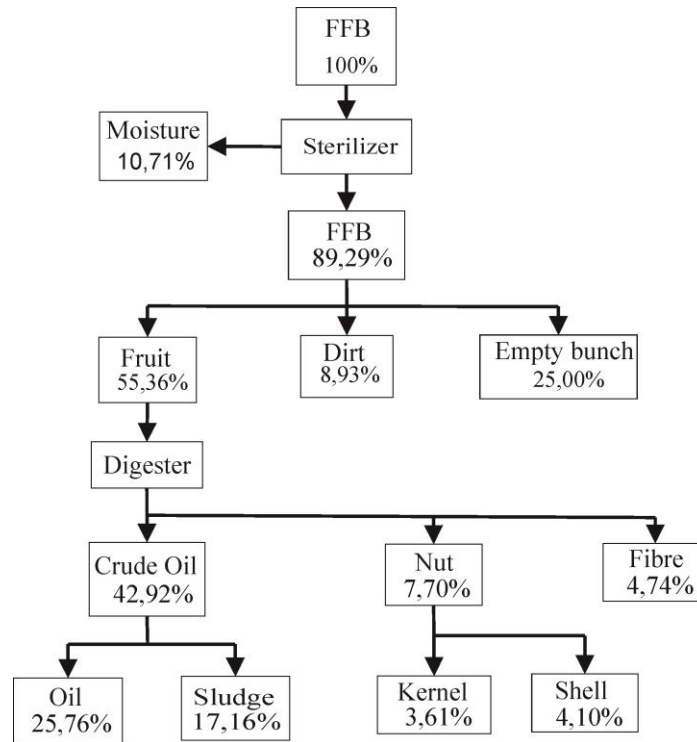 FFB
100%
Moisture
10,71%
Sterilizer
FFB
89,29%
Fruit
55,36%
Dirt
8,93%
Empty bunch
25,00%
Digester
Crude Oil
42,92%
Nut
7,70%
Fibre
4,74%
Oil
25,76%
Sludge
17,16%
Kernel
3,61%
Shell
4,10%